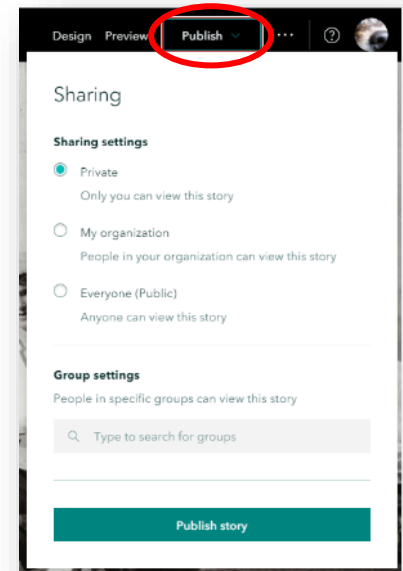 Design Preview Publish ···
Sharing
Sharing settings
Private
Only you can view this story
My organization
People in your organization can view this story
Everyone (Public)
Anyone can view this story
Group settings
People in specific groups can view this story
Type to search for groups
Publish story